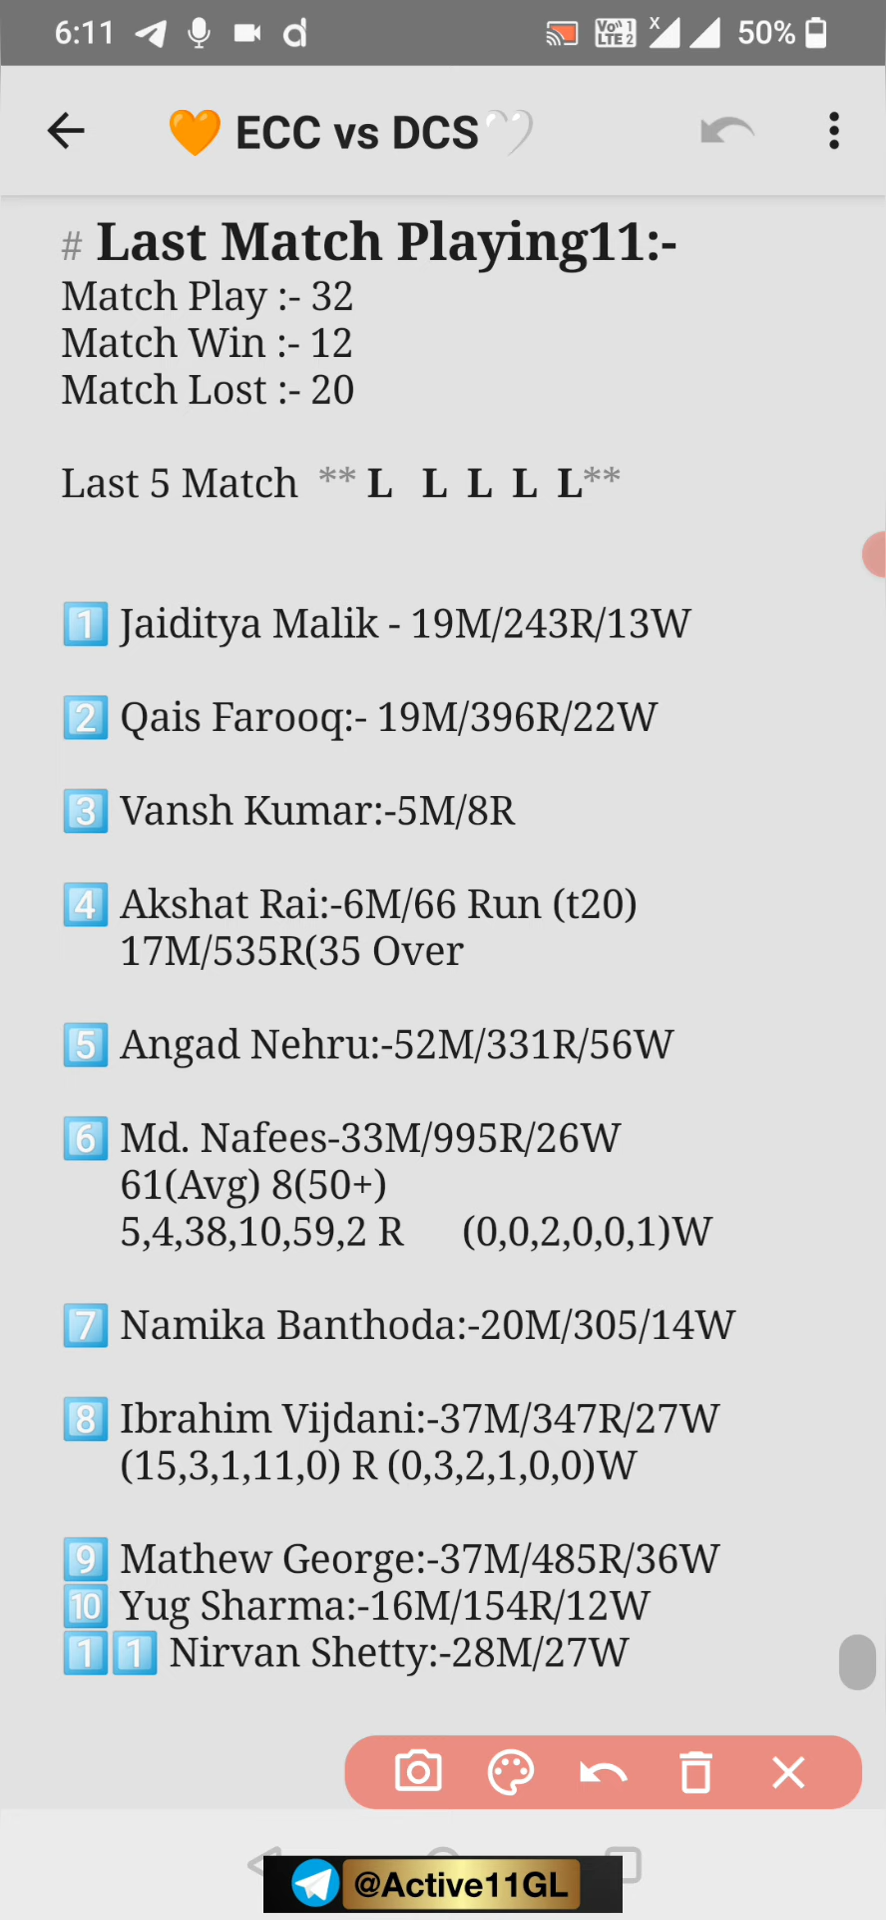 6:11 Vo)) 1 LTE 2 X 50%
🧡 ECC vs DCS🤍
# Last Match Playing11:-
Match Play :- 32
Match Win :- 12
Match Lost :- 20
Last 5 Match ** L L L L L**
1️⃣ Jaiditya Malik - 19M/243R/13W
2️⃣ Qais Farooq:- 19M/396R/22W
3️⃣ Vansh Kumar:-5M/8R
4️⃣ Akshat Rai:-6M/66 Run (t20)
17M/535R(35 Over
5️⃣ Angad Nehru:-52M/331R/56W
6️⃣ Md. Nafees-33M/995R/26W
61(Avg) 8(50+)
5,4,38,10,59,2 R (0,0,2,0,0,1)W
7️⃣ Namika Banthoda:-20M/305/14W
8️⃣ Ibrahim Vijdani:-37M/347R/27W
(15,3,1,11,0) R (0,3,2,1,0,0)W
9️⃣ Mathew George:-37M/485R/36W
🔟 Yug Sharma:-16M/154R/12W
1️⃣1️⃣ Nirvan Shetty:-28M/27W
@Active11GL